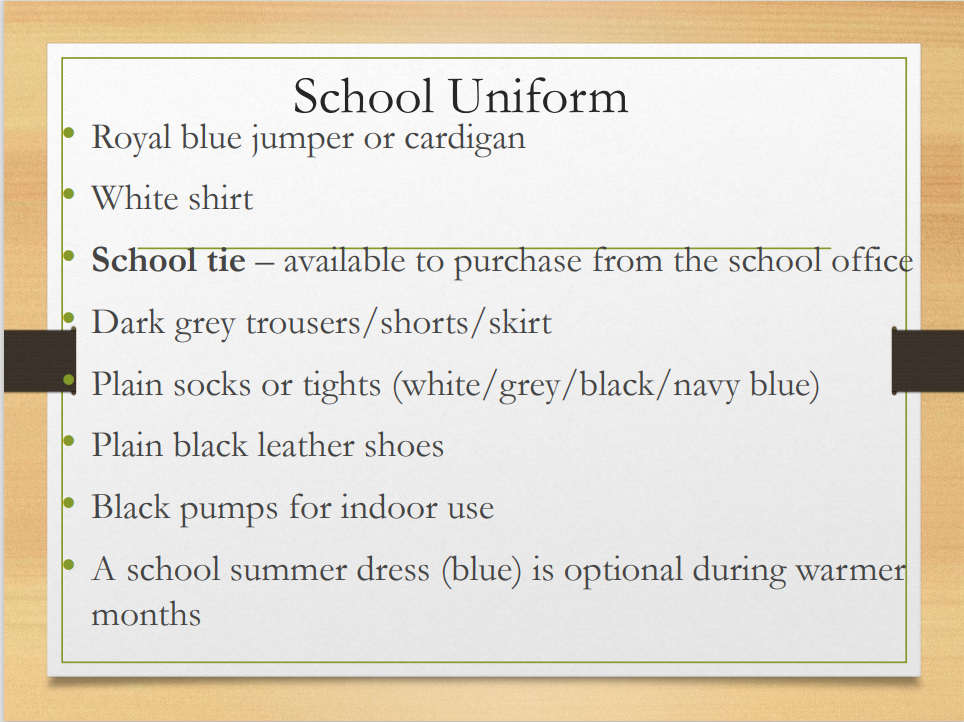 School Uniform
• Royal blue jumper or cardigan
• White shirt
• School tie – available to purchase from the school office
• Dark grey trousers/shorts/skirt
• Plain socks or tights (white/grey/black/navy blue)
• Plain black leather shoes
• Black pumps for indoor use
• A school summer dress (blue) is optional during warmer
months